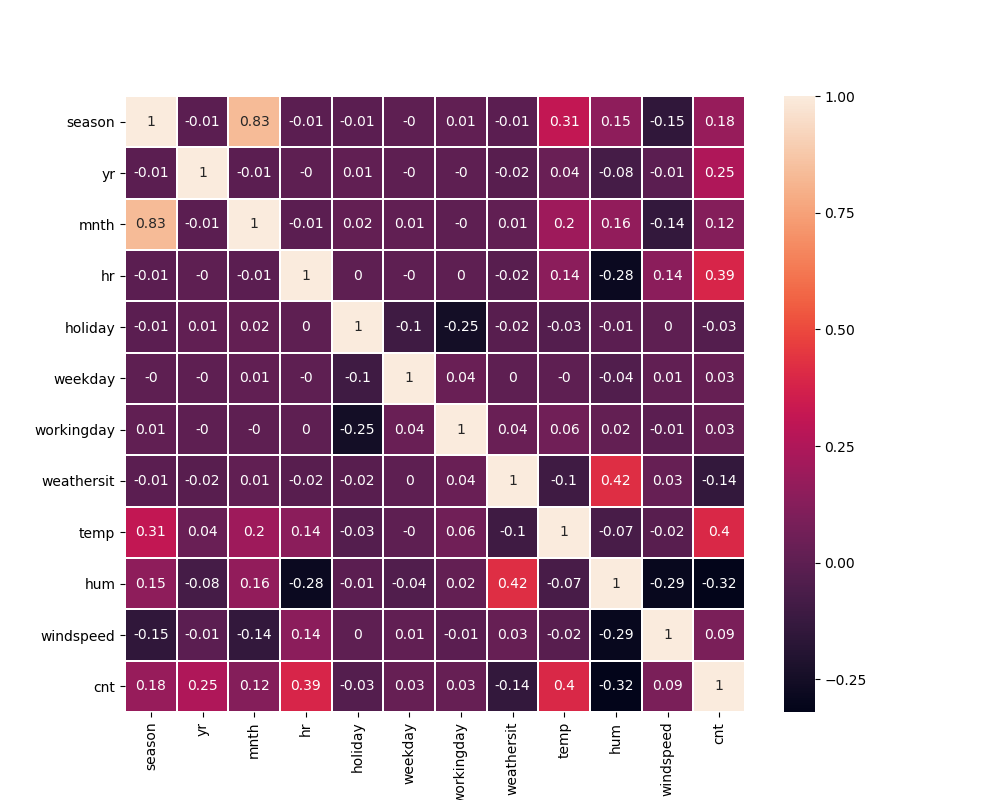 season 1 -0.01 0.83 -0.01 -0.01 -0 0.01 -0.01 0.31 0.15 -0.15 0.18
yr -0.01 1 -0.01 -0 0.01 -0 -0 -0.02 0.04 -0.08 -0.01 0.25
mnth 0.83 -0.01 1 -0.01 0.02 0.01 -0 0.01 0.2 0.16 -0.14 0.12
hr -0.01 -0 -0.01 1 0 -0 0 -0.02 0.14 -0.28 0.14 0.39
holiday -0.01 0.01 0.02 0 1 -0.1 -0.25 -0.02 -0.03 -0.01 0 -0.03
weekday -0 -0 0.01 -0 -0.1 1 0.04 0 -0 -0.04 0.01 0.03
workingday 0.01 -0 -0 0 -0.25 0.04 1 0.04 0.06 0.02 -0.01 0.03
weathersit -0.01 -0.02 0.01 -0.02 -0.02 0 0.04 1 -0.1 0.42 0.03 -0.14
temp 0.31 0.04 0.2 0.14 -0.03 -0 0.06 -0.1 1 -0.07 -0.02 0.4
hum 0.15 -0.08 0.16 -0.28 -0.01 -0.04 0.02 0.42 -0.07 1 -0.29 -0.32
windspeed -0.15 -0.01 -0.14 0.14 0 0.01 -0.01 0.03 -0.02 -0.29 1 0.09
cnt 0.18 0.25 0.12 0.39 -0.03 0.03 0.03 -0.14 0.4 -0.32 0.09 1
season yr mnth hr holiday weekday workingday weathersit temp hum windspeed cnt
1.00
0.75
0.50
0.25
0.00
−0.25